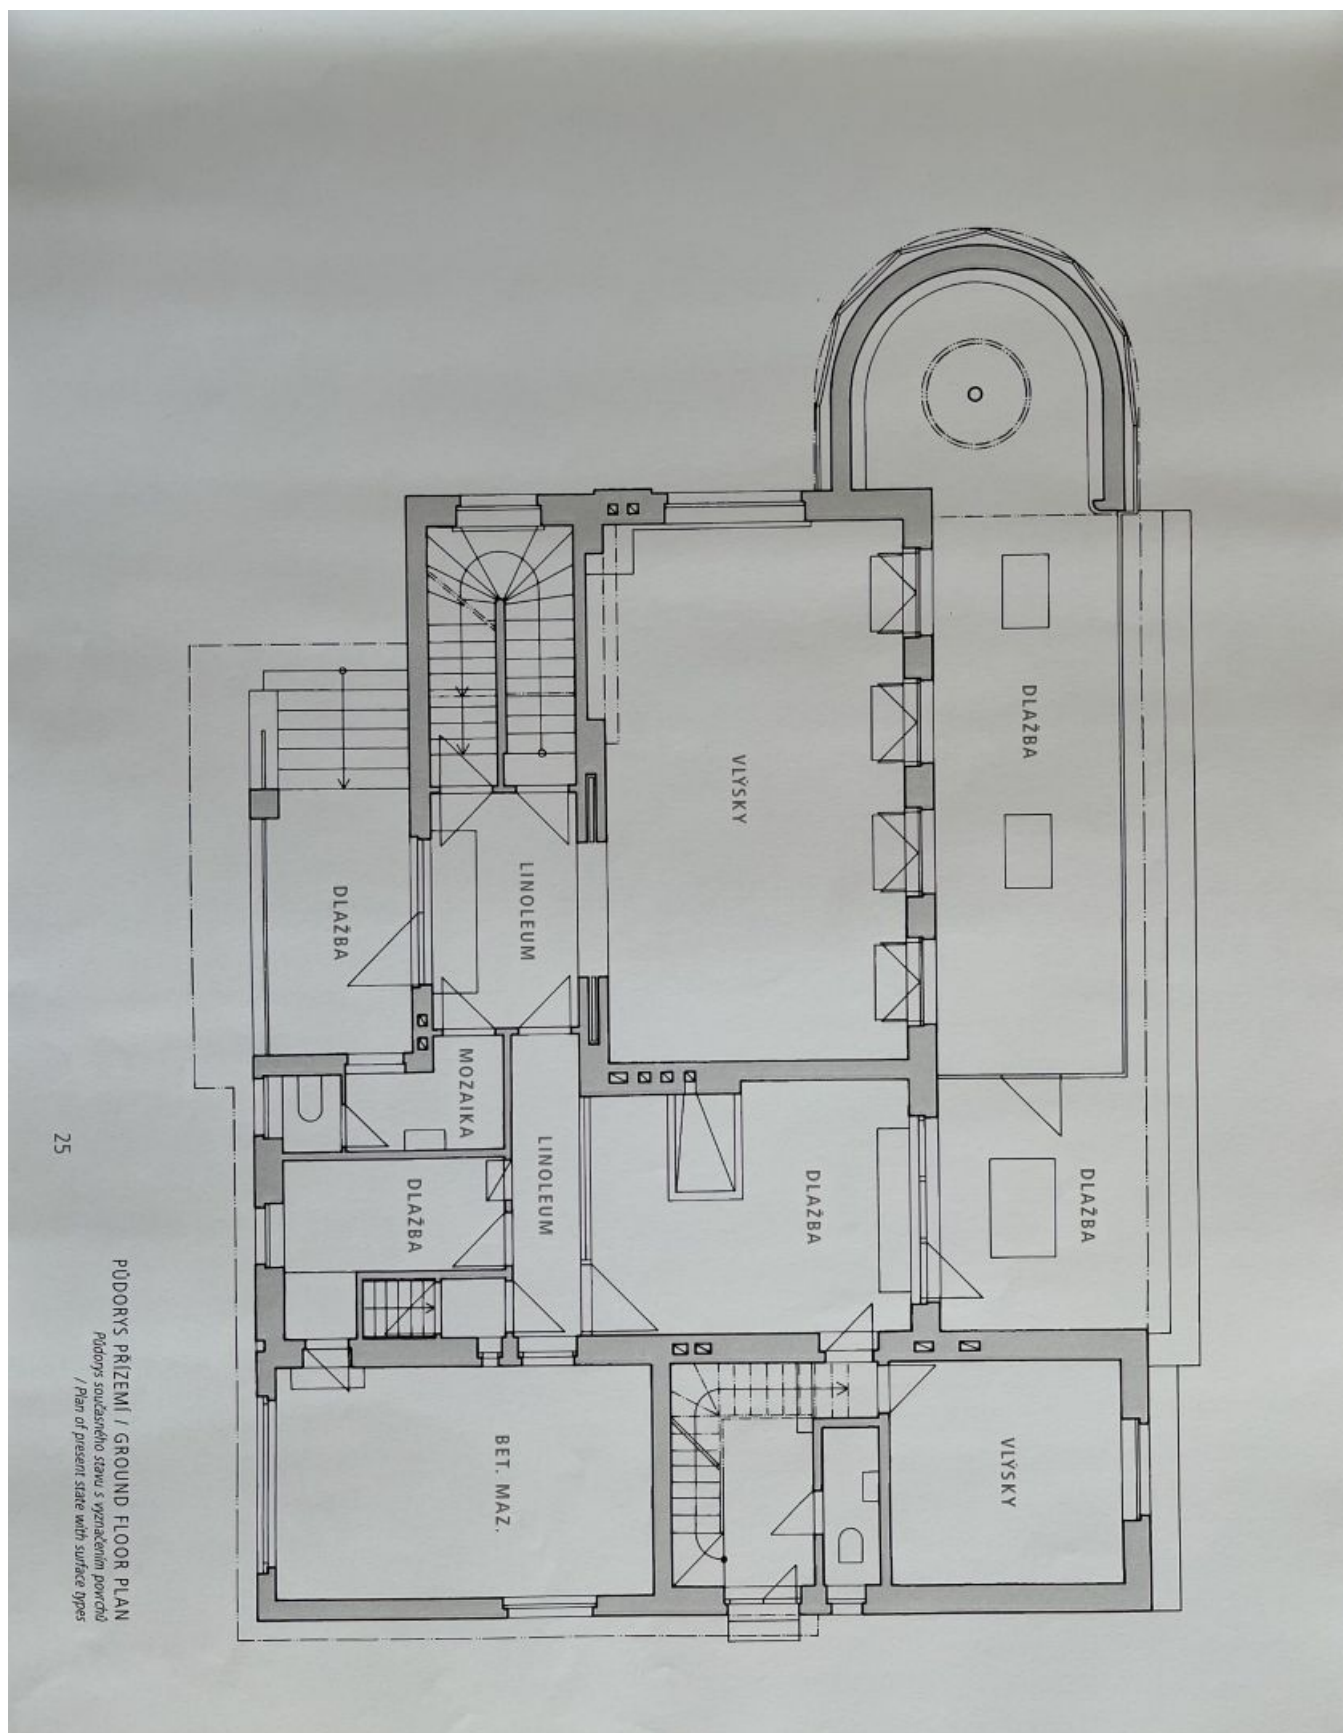 DLAŽBA
DLAŽBA
VLÝSKY
VLÝSKY
DLAŽBA
LINOLEUM
LINOLEUM
MOZAIKA
BET. MAZ.
DLAŽBA
DLAŽBA
PŮDORYS PŘÍZEMÍ / GROUND FLOOR PLAN
Půdorys současného stavu s vyznačením povrchů
/ Plan of present state with surface types
25